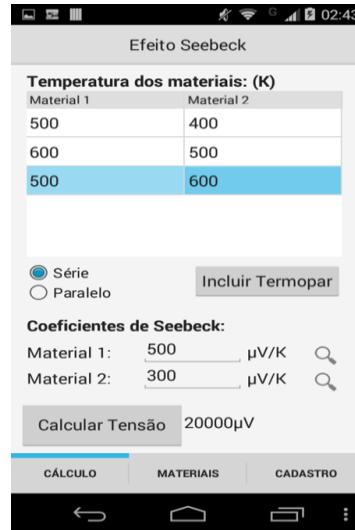 G 02:43
Efeito Seebeck
Temperatura dos materiais: (K)
Material 1 Material 2
500 400
600 500
500 600
Série
Paralelo
Incluir Termopar
Coeficientes de Seebeck:
Material 1: 500 µV/K
Material 2: 300 µV/K
Calcular Tensão 20000µV
CÁLCULO MATERIAIS CADASTRO